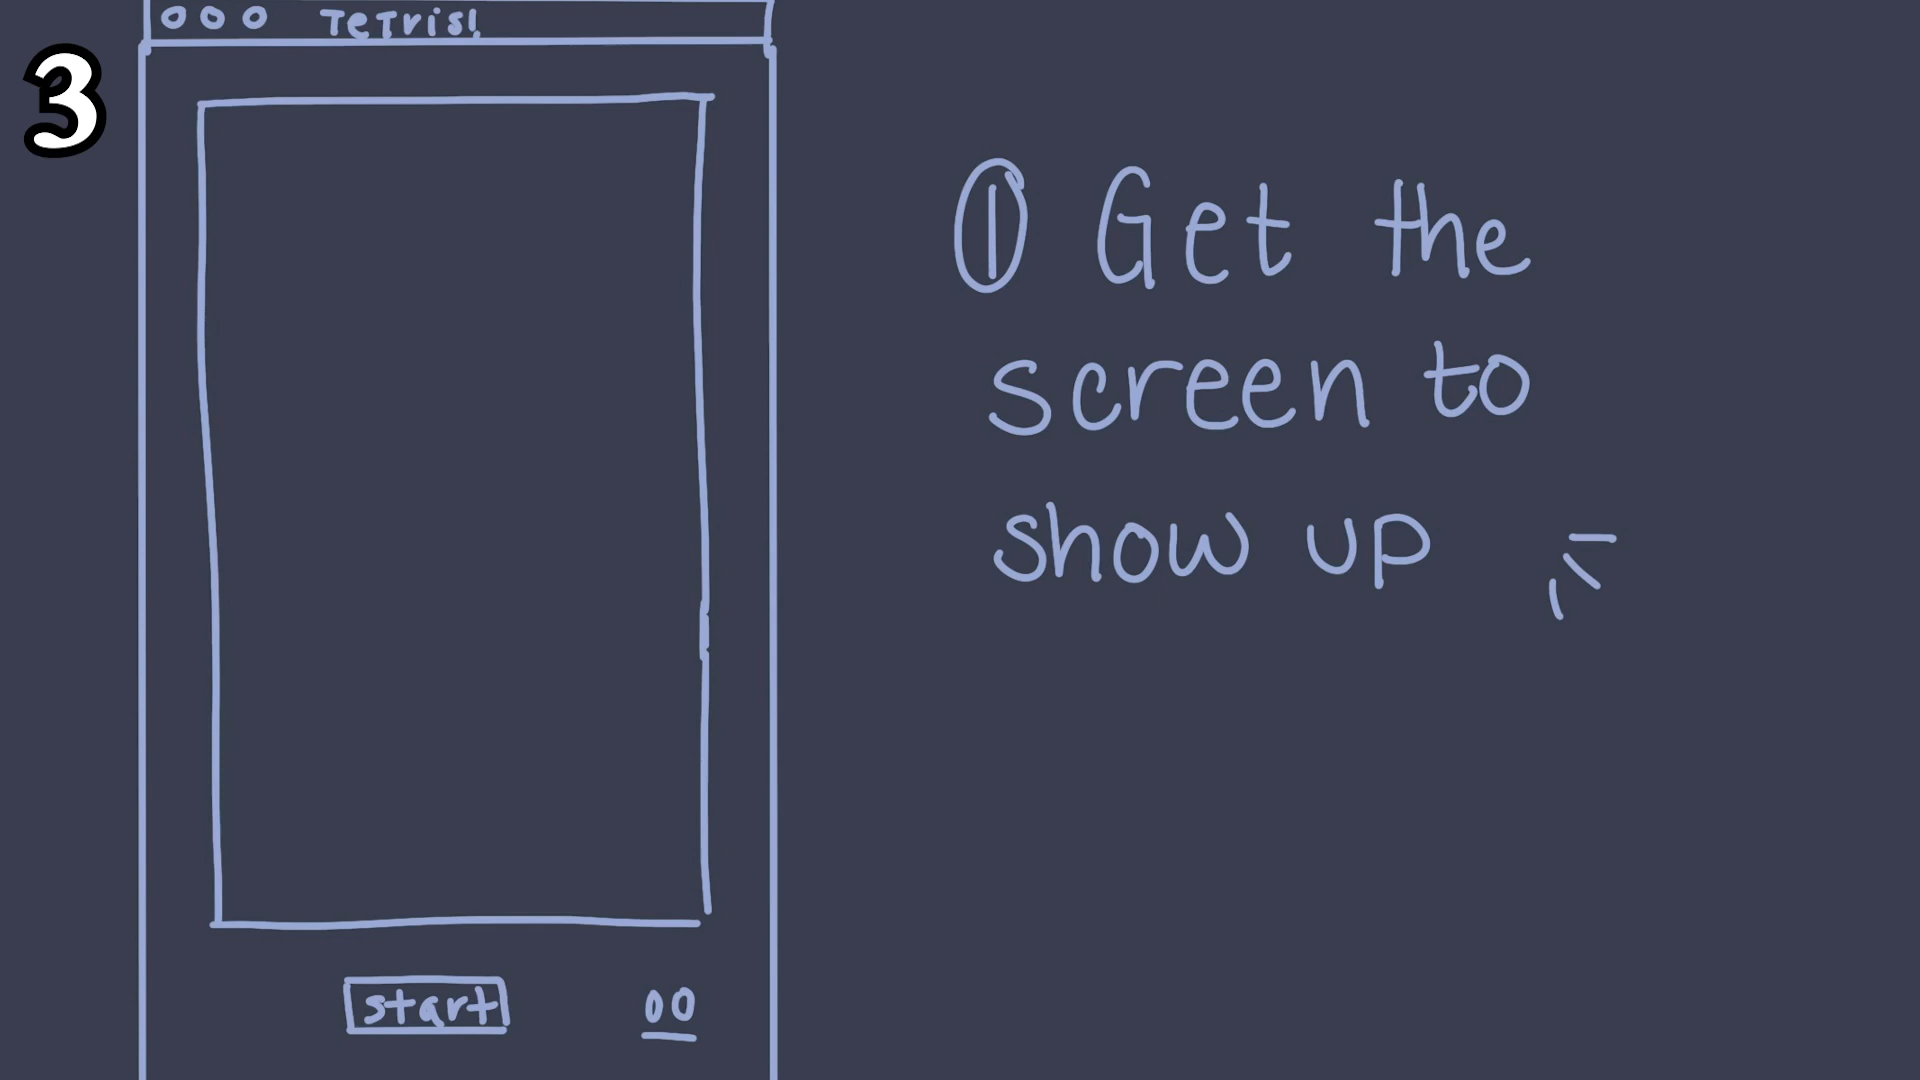 Tetris!
3
① Get the
screen to
show up
start
00